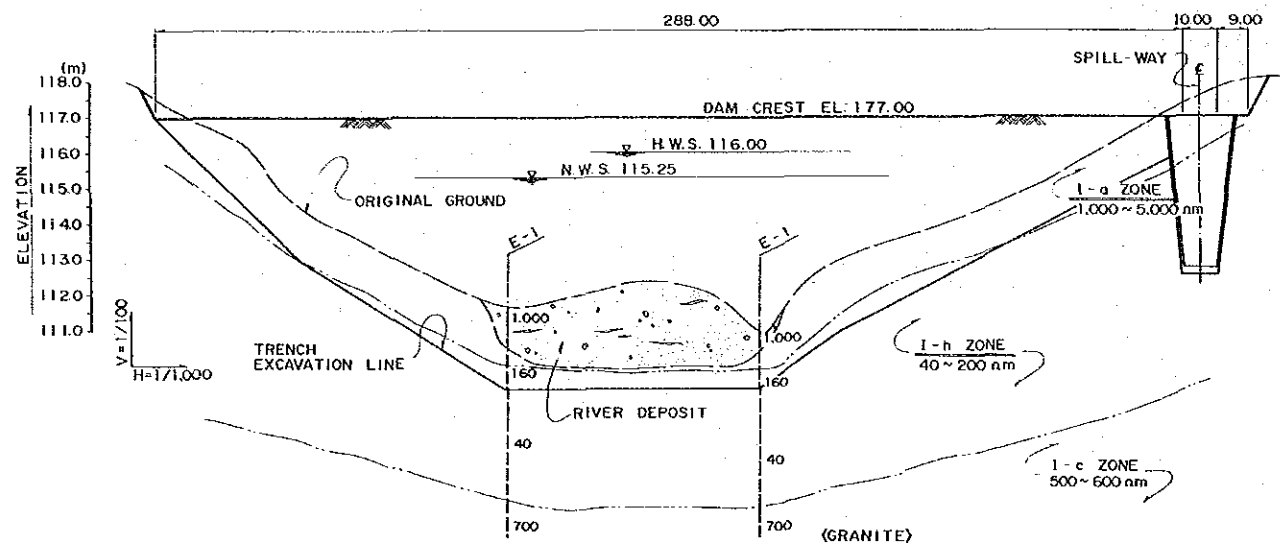 288.00
10.00
9.00
SPILL-WAY
℄
(m)
118.0
117.0
116.0
115.0
114.0
113.0
112.0
111.0
ELEVATION
DAM CREST EL: 177.00
H.W.S. 116.00
N.W.S. 115.25
ORIGINAL GROUND
I-a ZONE
1.000 ~ 5.000 nm
E-1
E-1
1.000
1.000
V=1/100
H=1/1,000
TRENCH
EXCAVATION LINE
160
160
I-h ZONE
40 ~ 200 nm
RIVER DEPOSIT
40
40
I-c ZONE
500 ~ 600 nm
700
700
(GRANITE)